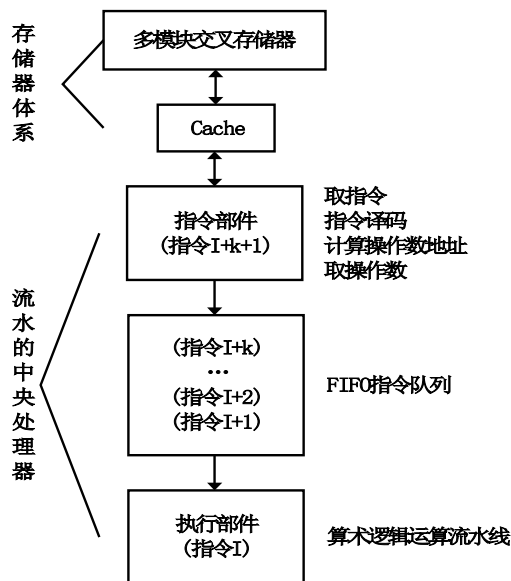 存储器体系
多模块交叉存储器
Cache
流水的中央处理器
指令部件
(指令I+k+1)
取指令
指令译码
计算操作数地址
取操作数
(指令I+k)
…
(指令I+2)
(指令I+1)
FIFO指令队列
执行部件
(指令I)
算术逻辑运算流水线